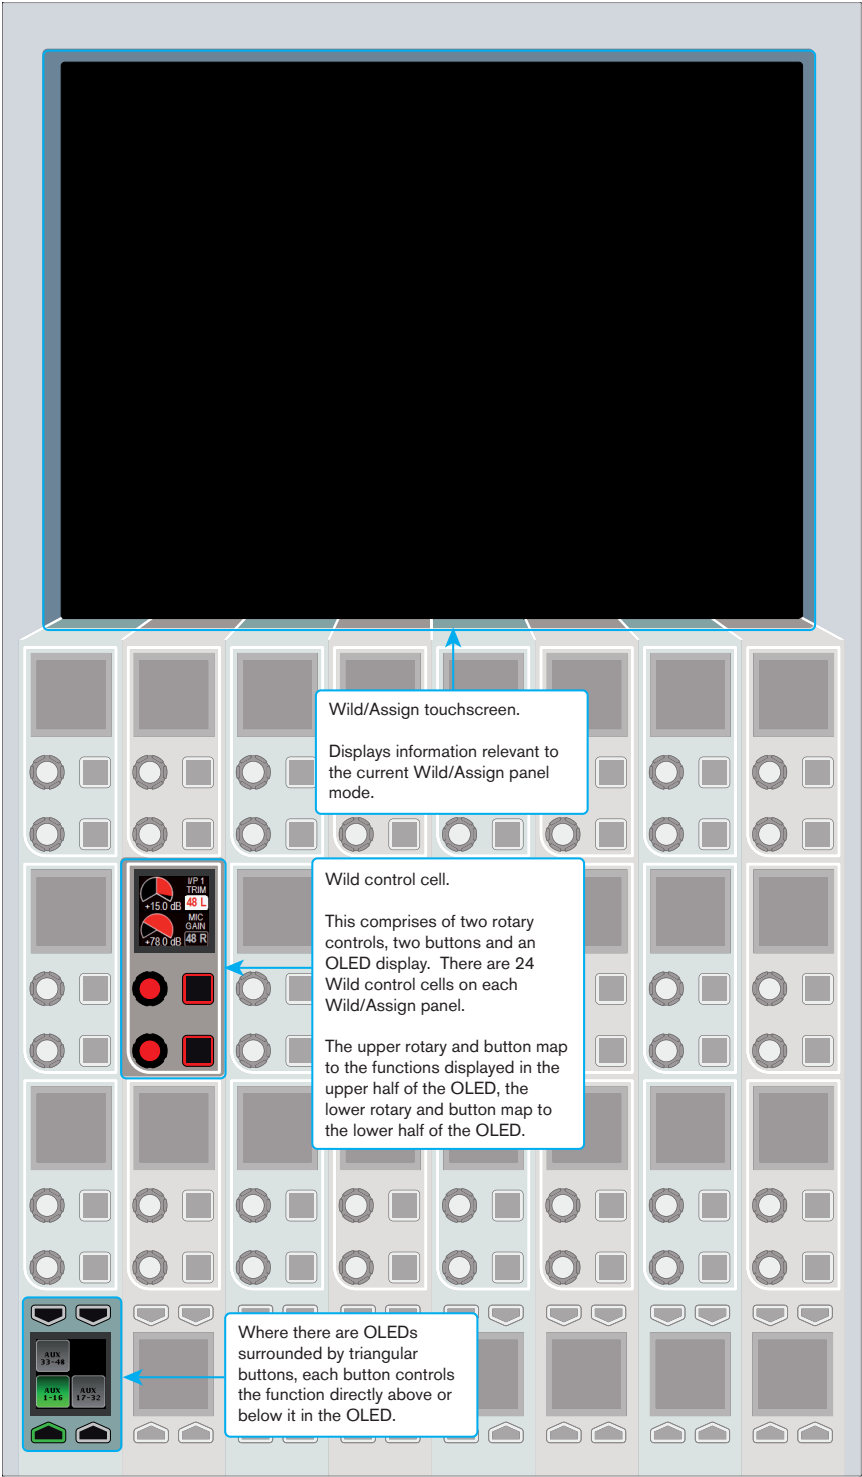 Wild/Assign touchscreen.
Displays information relevant to
the current Wild/Assign panel
mode.
I/P 1
TRIM
+15.0 dB
48 L
MIC
GAIN
+78.0 dB
48 R
Wild control cell.
This comprises of two rotary
controls, two buttons and an
OLED display.  There are 24
Wild control cells on each
Wild/Assign panel.
The upper rotary and button map
to the functions displayed in the
upper half of the OLED, the
lower rotary and button map to
the lower half of the OLED.
AUX
33-48
AUX
1-16
AUX
17-32
Where there are OLEDs
surrounded by triangular
buttons, each button controls
the function directly above or
below it in the OLED.